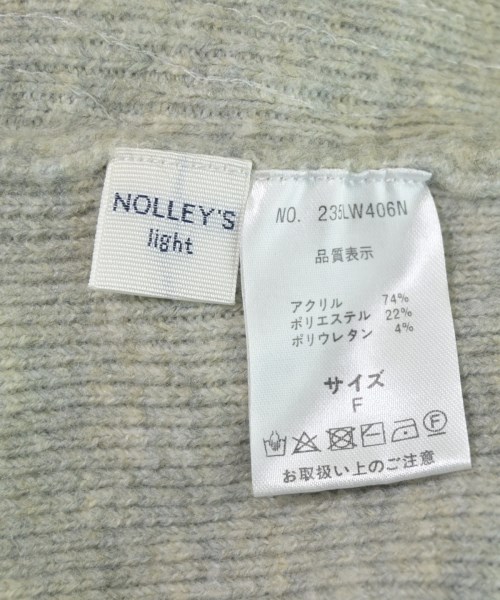 NOLLEY'S
light
NO. 235LW406N
品質表示
アクリル 74%
ポリエステル 22%
ポリウレタン 4%
サイズ
F
F
お取扱い上のご注意